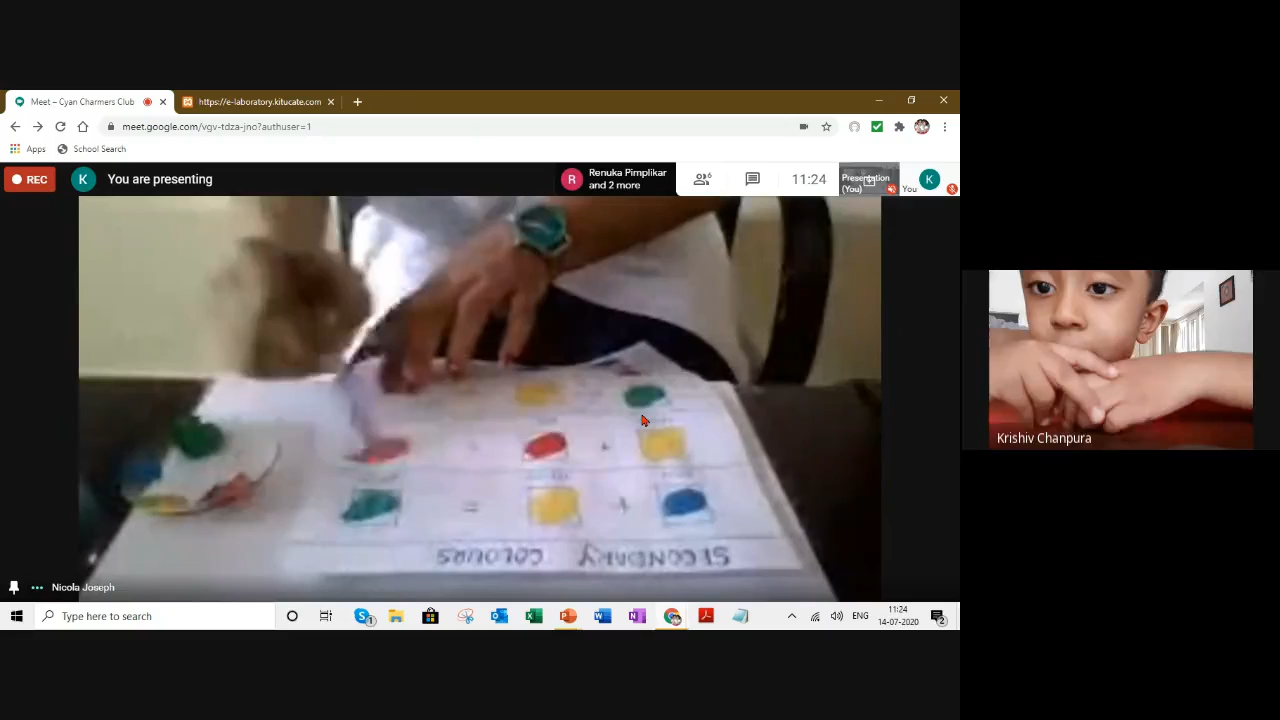 Meet – Cyan Charmers Club
https://e-laboratory.kitucate.com
meet.google.com/vgv-tdza-jno?authuser=1
Apps
School Search
REC
K
You are presenting
R
Renuka Pimplikar
and 2 more
6
11:24
Presentation
(You)
You
K
SECONDARY COLOURS
+ =
+
Nicola Joseph
Krishiv Chanpura
Type here to search
ENG
11:24
14-07-2020